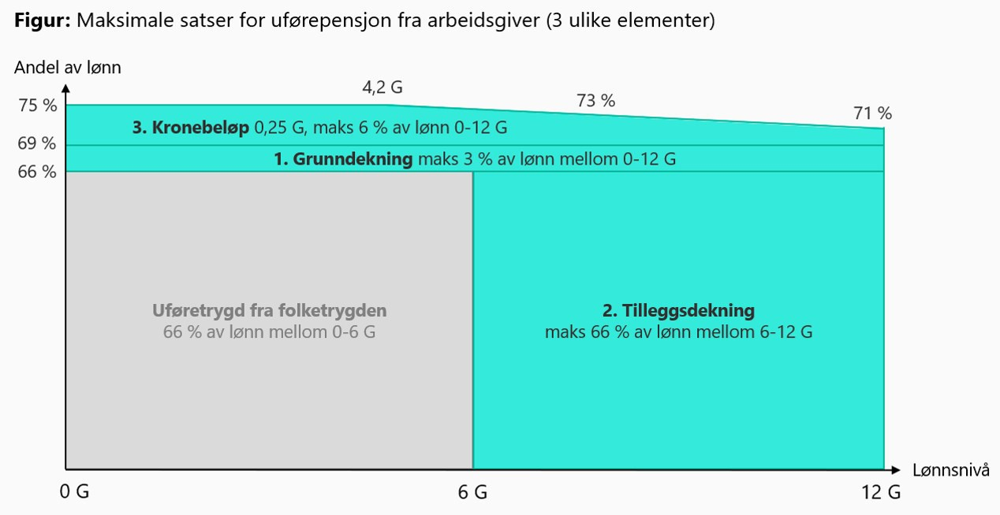 Figur: Maksimale satser for uførepensjon fra arbeidsgiver (3 ulike elementer)
Andel av lønn
4,2 G
75 %
73 %
71 %
3. Kronebeløp 0,25 G, maks 6 % av lønn 0-12 G
69 %
1. Grunndekning maks 3 % av lønn mellom 0-12 G
66 %
Uføretrygd fra folketrygden
66 % av lønn mellom 0-6 G
2. Tilleggsdekning
maks 66 % av lønn mellom 6-12 G
Lønnsnivå
0 G
6 G
12 G